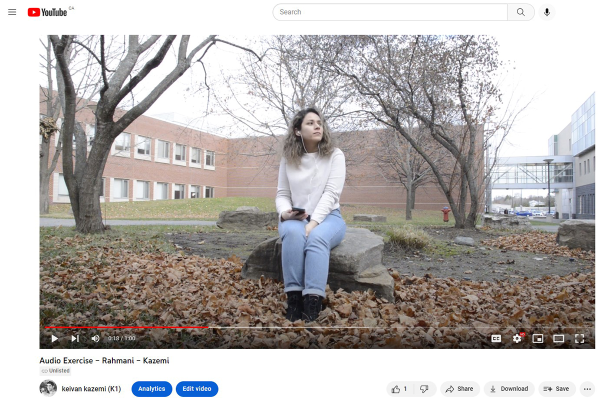 YouTube CA
Search
0:18 / 1:00
CC
Audio Exercise - Rahmani - Kazemi
Unlisted
keivan kazemi (K1)
Analytics
Edit video
1
Share
Download
Save